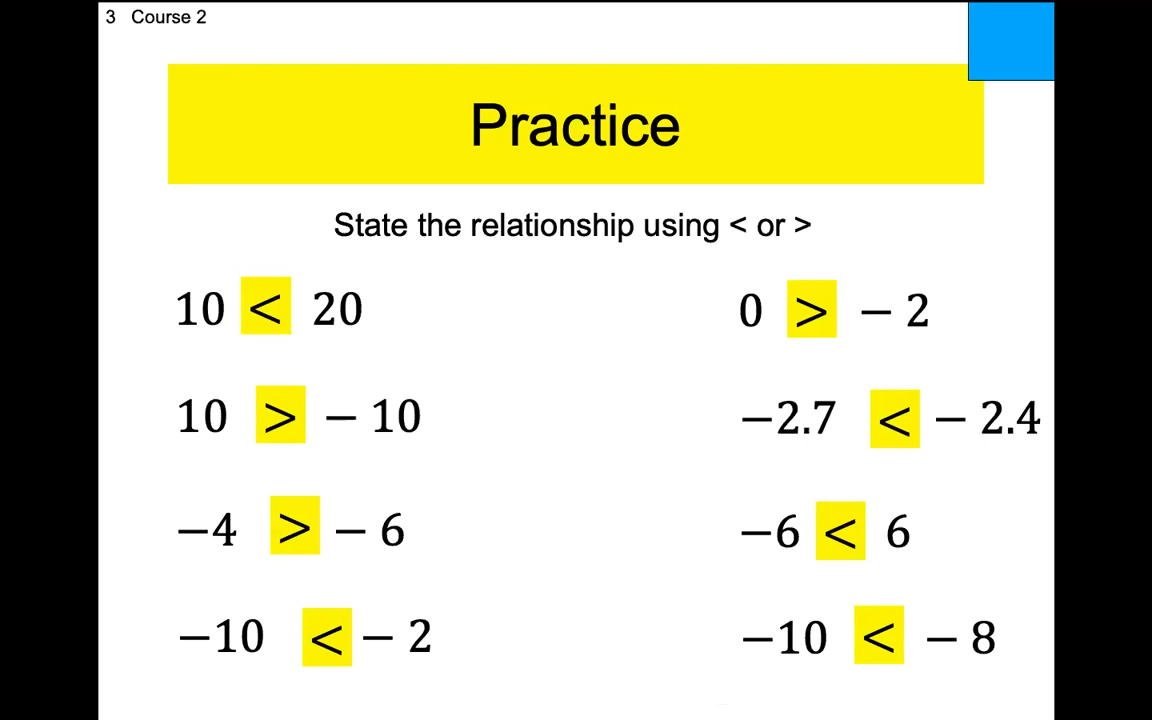 3 Course 2
Practice
State the relationship using < or >
10 < 20
0 > − 2
10 > − 10
−2.7 < − 2.4
−4 > − 6
−6 < 6
−10 < − 2
−10 < − 8